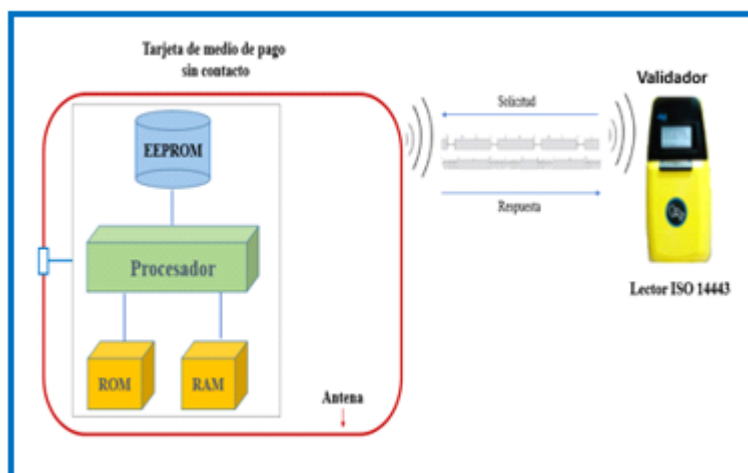 Tarjeta de medio de pago
sin contacto
EEPROM
Procesador
ROM
RAM
Antena
Solicitud
Respuesta
Validador
Lector ISO 14443